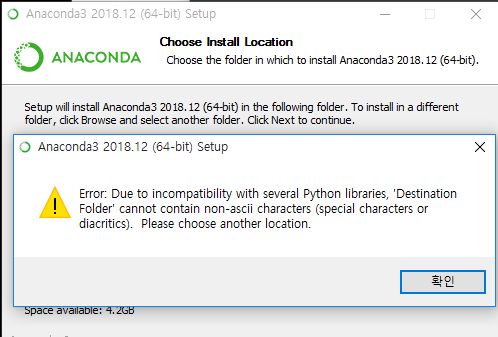 Anaconda3 2018.12 (64-bit) Setup
ANACONDA
Choose Install Location
Choose the folder in which to install Anaconda3 2018.12 (64-bit).
Setup will install Anaconda3 2018.12 (64-bit) in the following folder. To install in a different
folder, click Browse and select another folder. Click Next to continue.
Anaconda3 2018.12 (64-bit) Setup
Error: Due to incompatibility with several Python libraries, 'Destination
Folder' cannot contain non-ascii characters (special characters or
diacritics).  Please choose another location.
확인
Space available: 4.2GB